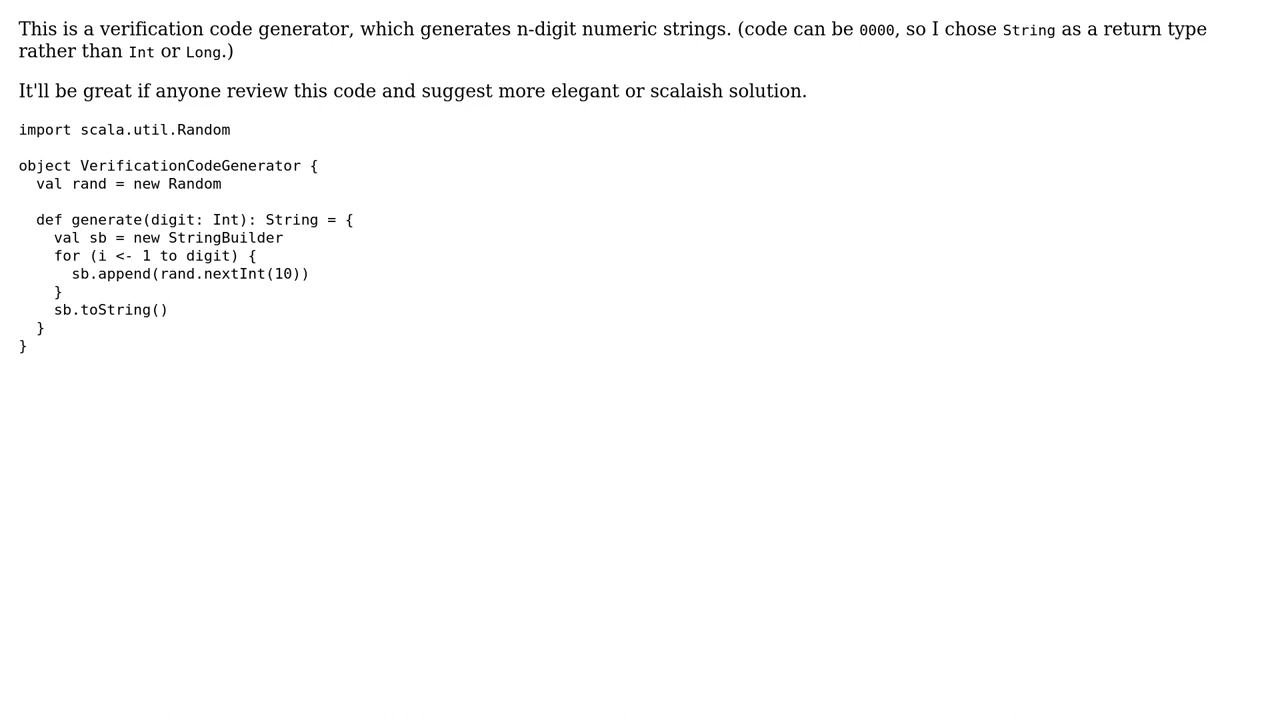 This is a verification code generator, which generates n-digit numeric strings. (code can be 0000, so I chose String as a return type
rather than Int or Long.)
It'll be great if anyone review this code and suggest more elegant or scalaish solution.
import scala.util.Random
object VerificationCodeGenerator {
  val rand = new Random
  def generate(digit: Int): String = {
    val sb = new StringBuilder
    for (i <- 1 to digit) {
      sb.append(rand.nextInt(10))
    }
    sb.toString()
  }
}